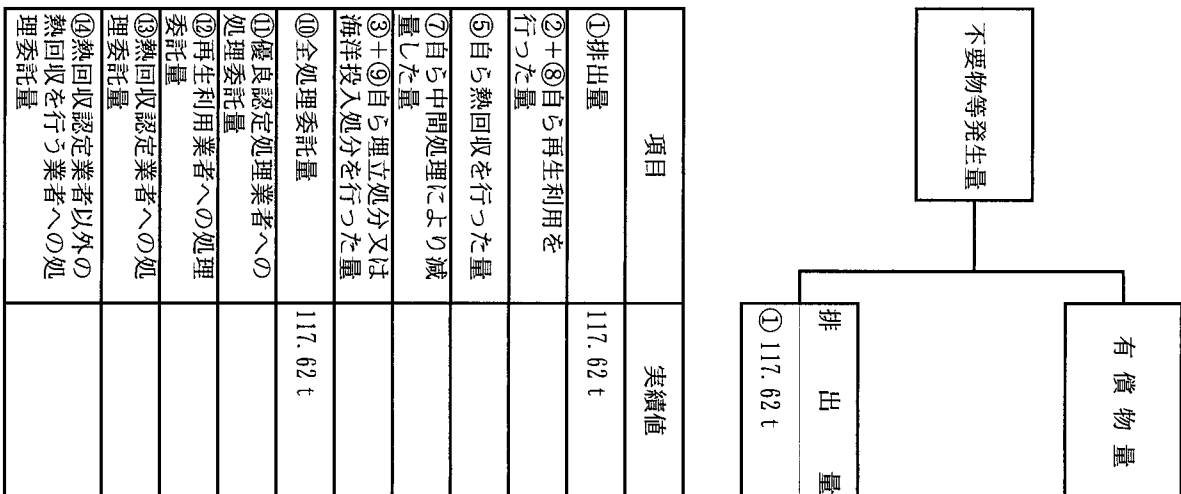 不要物等発生量
有償物量
排出量
① 117.62 t
項目
実績値
①排出量
117.62 t
②+⑧自ら再生利用を
行った量
⑤自ら熱回収を行った量
⑦自ら中間処理により減
量した量
③+⑨自ら埋立処分又は
海洋投入処分を行った量
⑩全処理委託量
117.62 t
⑪優良認定処理業者への
処理委託量
⑫再生利用業者への処理
委託量
⑬熱回収認定業者への処
理委託量
⑭熱回収認定業者以外の
熱回収を行う業者への処
理委託量